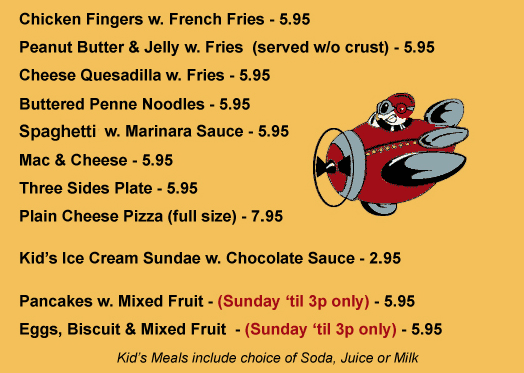 Chicken Fingers w. French Fries - 5.95
Peanut Butter & Jelly w. Fries (served w/o crust) - 5.95
Cheese Quesadilla w. Fries - 5.95
Buttered Penne Noodles - 5.95
Spaghetti w. Marinara Sauce - 5.95
Mac & Cheese - 5.95
Three Sides Plate - 5.95
Plain Cheese Pizza (full size) - 7.95
Kid's Ice Cream Sundae w. Chocolate Sauce - 2.95
Pancakes w. Mixed Fruit - (Sunday ‘til 3p only) - 5.95
Eggs, Biscuit & Mixed Fruit - (Sunday ‘til 3p only) - 5.95
Kid's Meals include choice of Soda, Juice or Milk